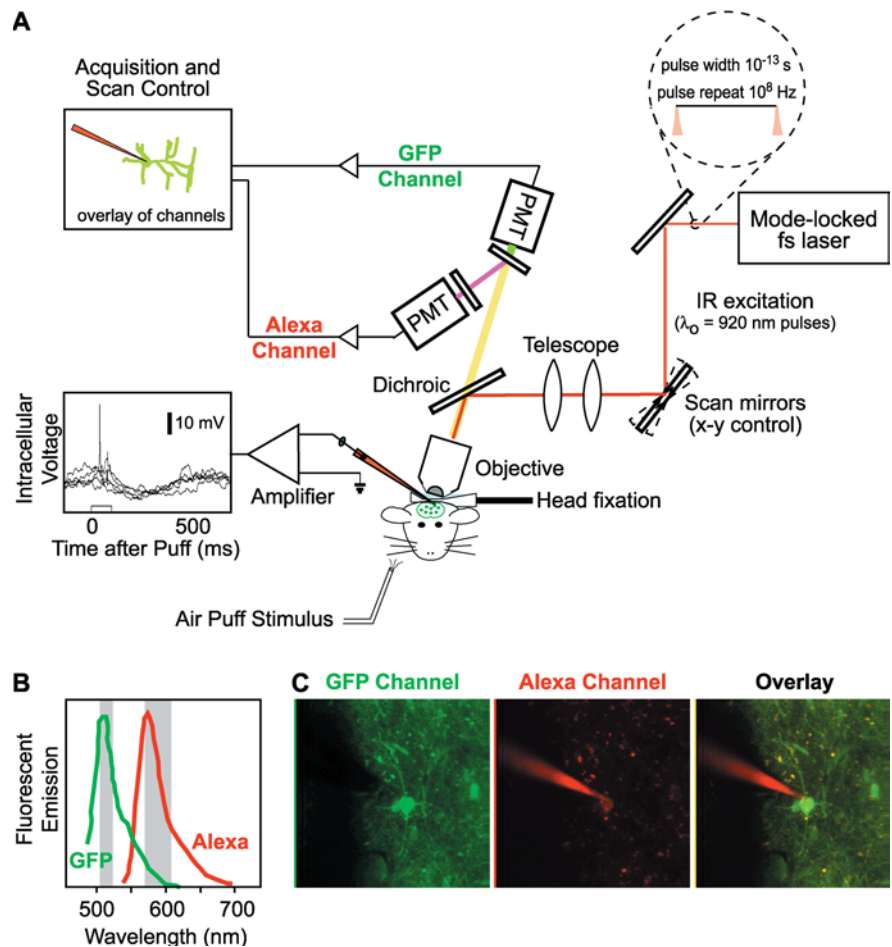 A
Acquisition and
Scan Control
overlay of channels
GFP
Channel
PMT
PMT
Alexa
Channel
pulse width 10⁻¹³ s
pulse repeat 10⁸ Hz
Mode-locked
fs laser
IR excitation
(λ₀ = 920 nm pulses)
Telescope
Dichroic
Scan mirrors
(x-y control)
Intracellular
Voltage
10 mV
0 500
Time after Puff (ms)
Amplifier
Objective
Head fixation
Air Puff Stimulus
B
Fluorescent
Emission
GFP
Alexa
500 600 700
Wavelength (nm)
C
GFP Channel Alexa Channel Overlay